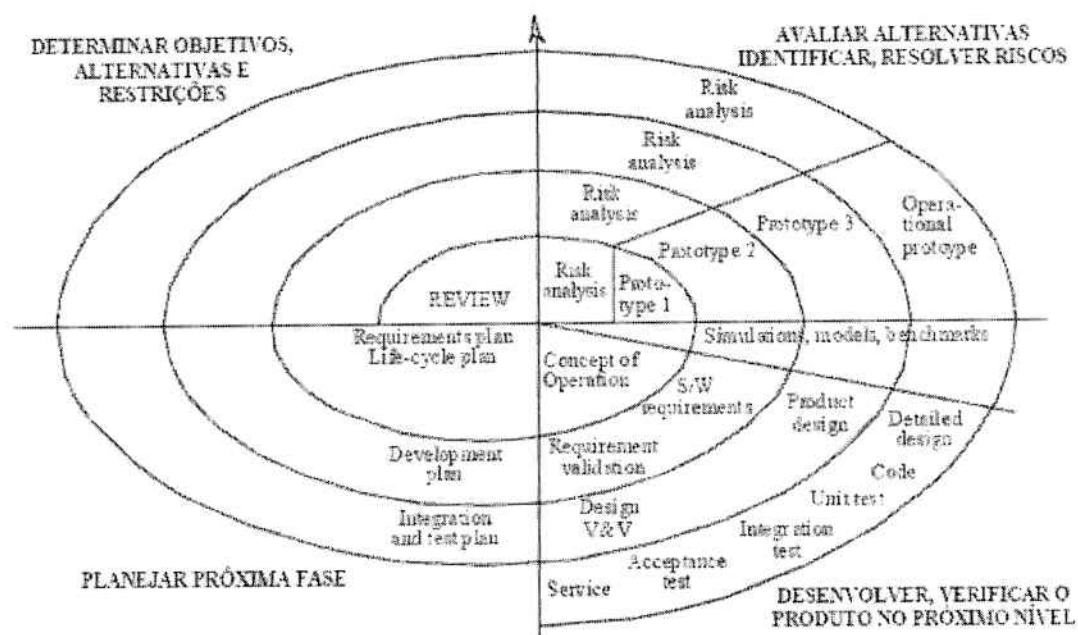 DETERMINAR OBJETIVOS,
ALTERNATIVAS E
RESTRIÇÕES
AVALIAR ALTERNATIVAS
IDENTIFICAR, RESOLVER RISCOS
Risk
analysis
Risk
analysis
Risk
analysis
Risk
analysis
Proto-
type 1
Prototype 2
Prototype 3
Opera-
tional
protoype
REVIEW
Requirements plan
Life-cycle plan
Simulations, models, benchmarks
Concept of
Operation
S/W
requirements
Product
design
Detailed
design
Development
plan
Requirement
validation
Code
Unit test
Integration
and test plan
Design
V&V
Integration
test
Acceptance
test
Service
PLANEJAR PRÓXIMA FASE
DESENVOLVER, VERIFICAR O
PRODUTO NO PRÓXIMO NÍVEL